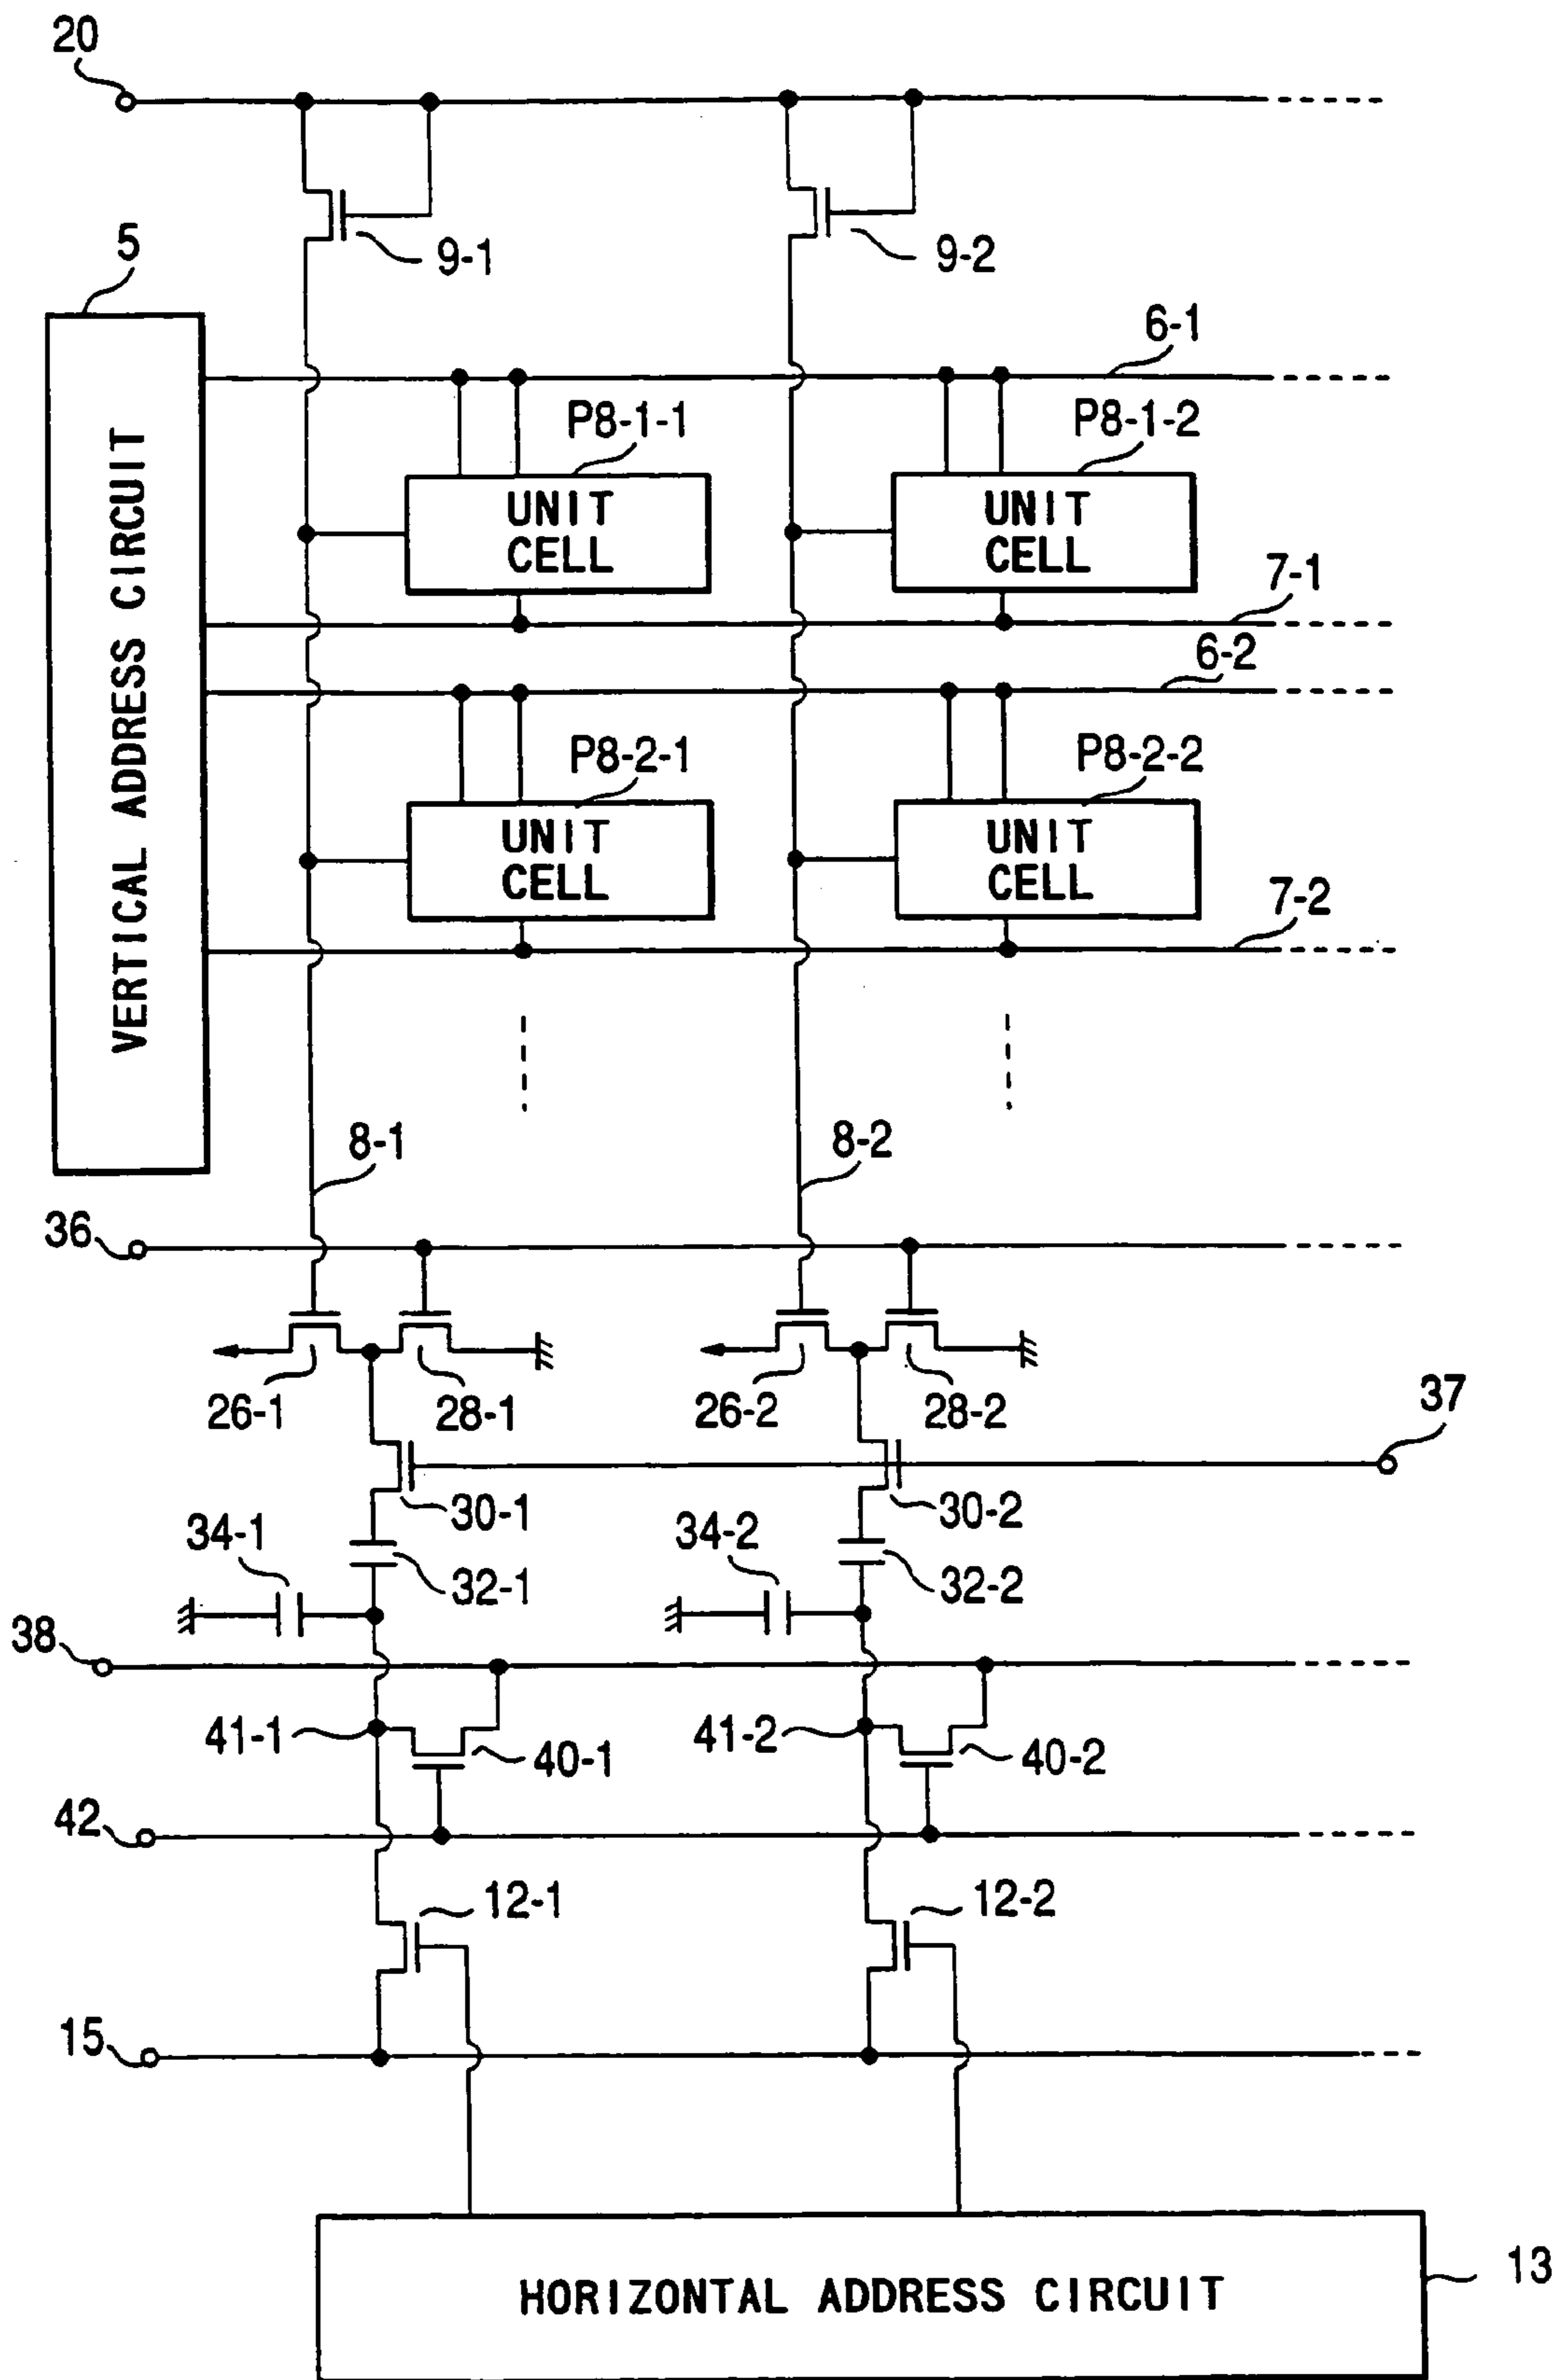 20
9-1
9-2
5
6-1
P8-1-1
P8-1-2
UNIT
CELL
UNIT
CELL
7-1
6-2
VERTICAL ADDRESS CIRCUIT
P8-2-1
P8-2-2
UNIT
CELL
UNIT
CELL
7-2
8-1
8-2
36
26-1
28-1
26-2
28-2
37
30-1
30-2
34-1
34-2
32-1
32-2
38
41-1
40-1
41-2
40-2
42
12-1
12-2
15
HORIZONTAL ADDRESS CIRCUIT
13